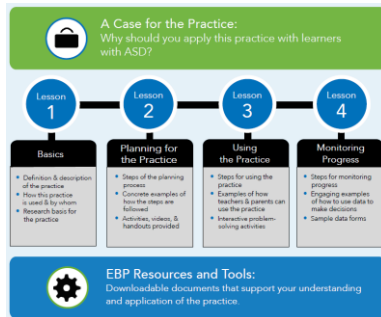 A Case for the Practice:
Why should you apply this practice with learners
with ASD?
Lesson
1
Lesson
2
Lesson
3
Lesson
4
Basics
• Definition & description
of the practice
• How this practice
is used & by whom
• Research basis for
the practice
Planning for
the Practice
• Steps of the planning
process
• Concrete examples of
how the steps are
followed
• Activities, videos, &
handouts provided
Using
the Practice
• Steps for using the
practice
• Examples of how
teachers & parents can
use the practice
• Interactive problem-
solving activities
Monitoring
Progress
• Steps for monitoring
progress
• Engaging examples
of how to use data to
make decisions
• Sample data forms
EBP Resources and Tools:
Downloadable documents that support your understanding
and application of the practice.